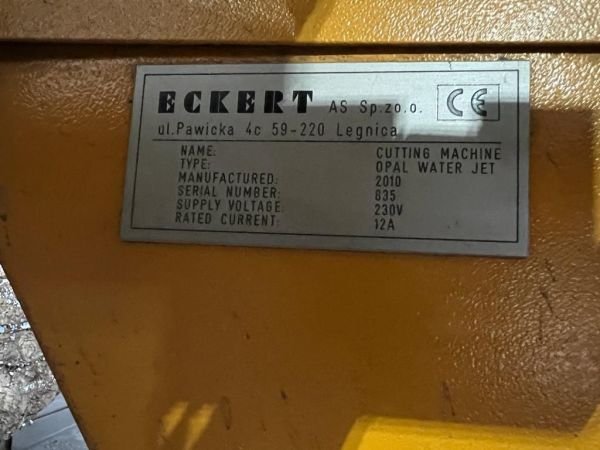 ECKERT AS Sp.zo.o. CE
ul.Pawicka 4c 59-220 Legnica
NAME: CUTTING MACHINE
TYPE: OPAL WATER JET
MANUFACTURED: 2010
SERIAL NUMBER: 835
SUPPLY VOLTAGE: 230V
RATED CURRENT: 12A